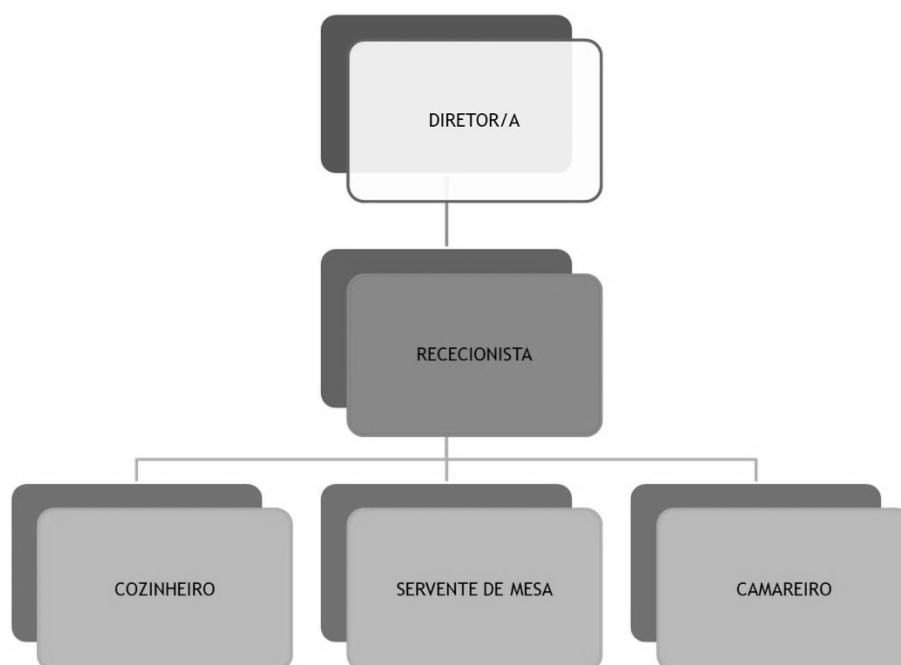 DIRETOR/A
RECECIONISTA
COZINHEIRO
SERVENTE DE MESA
CAMAREIRO